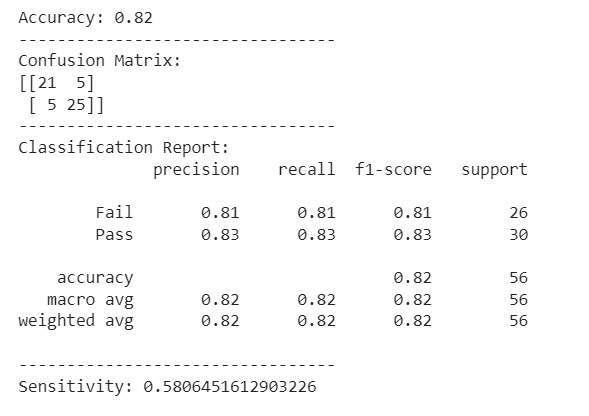 Accuracy: 0.82
---------------------------------
Confusion Matrix:
[[21  5]
 [ 5 25]]
---------------------------------
Classification Report:
              precision    recall  f1-score   support

        Fail       0.81      0.81      0.81        26
        Pass       0.83      0.83      0.83        30

    accuracy                           0.82        56
   macro avg       0.82      0.82      0.82        56
weighted avg       0.82      0.82      0.82        56

---------------------------------
Sensitivity: 0.5806451612903226